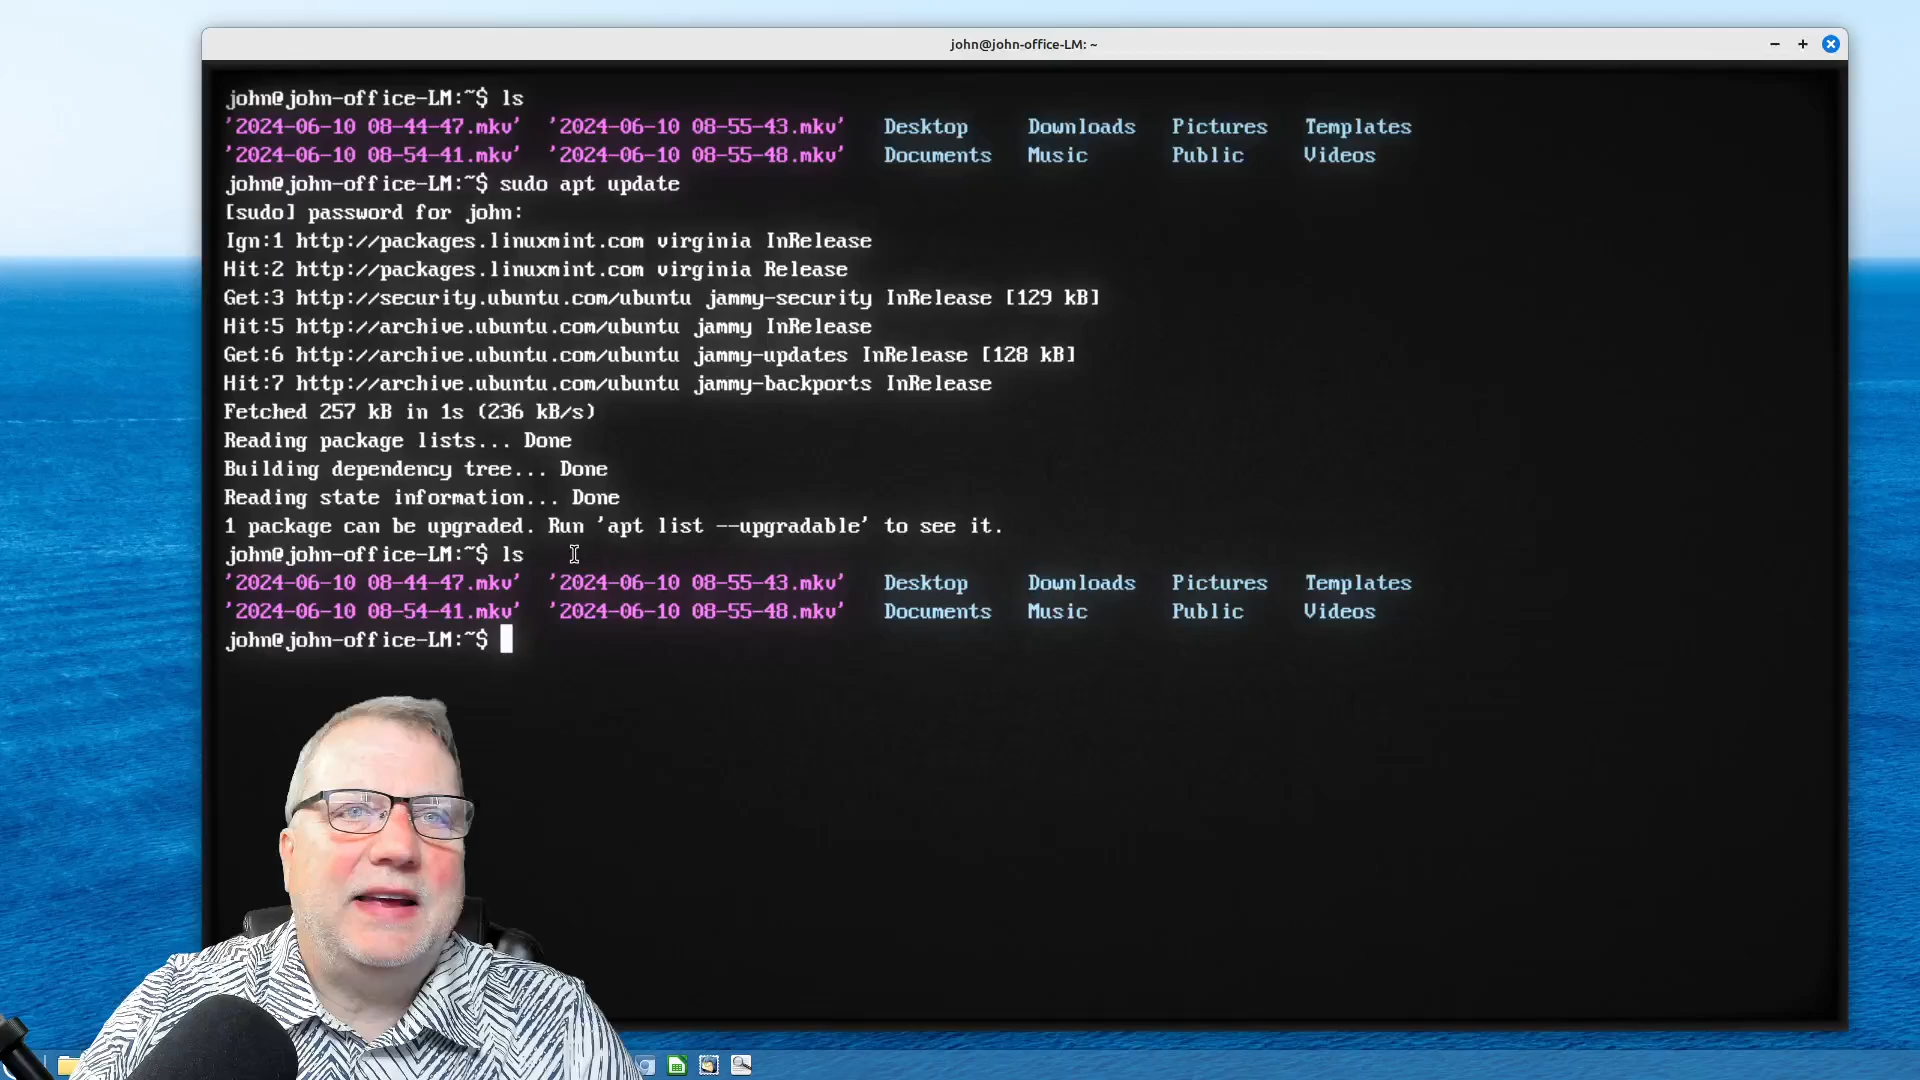 john@john-office-LM: ~
john@john-office-LM:~$ ls
'2024-06-10 08-44-47.mkv' '2024-06-10 08-55-43.mkv' Desktop Downloads Pictures Templates
'2024-06-10 08-54-41.mkv' '2024-06-10 08-55-48.mkv' Documents Music Public Videos
john@john-office-LM:~$ sudo apt update
[sudo] password for john:
Ign:1 http://packages.linuxmint.com virginia InRelease
Hit:2 http://packages.linuxmint.com virginia Release
Get:3 http://security.ubuntu.com/ubuntu jammy-security InRelease [129 kB]
Hit:5 http://archive.ubuntu.com/ubuntu jammy InRelease
Get:6 http://archive.ubuntu.com/ubuntu jammy-updates InRelease [128 kB]
Hit:7 http://archive.ubuntu.com/ubuntu jammy-backports InRelease
Fetched 257 kB in 1s (236 kB/s)
Reading package lists... Done
Building dependency tree... Done
Reading state information... Done
1 package can be upgraded. Run 'apt list --upgradable' to see it.
john@john-office-LM:~$ ls
'2024-06-10 08-44-47.mkv' '2024-06-10 08-55-43.mkv' Desktop Downloads Pictures Templates
'2024-06-10 08-54-41.mkv' '2024-06-10 08-55-48.mkv' Documents Music Public Videos
john@john-office-LM:~$